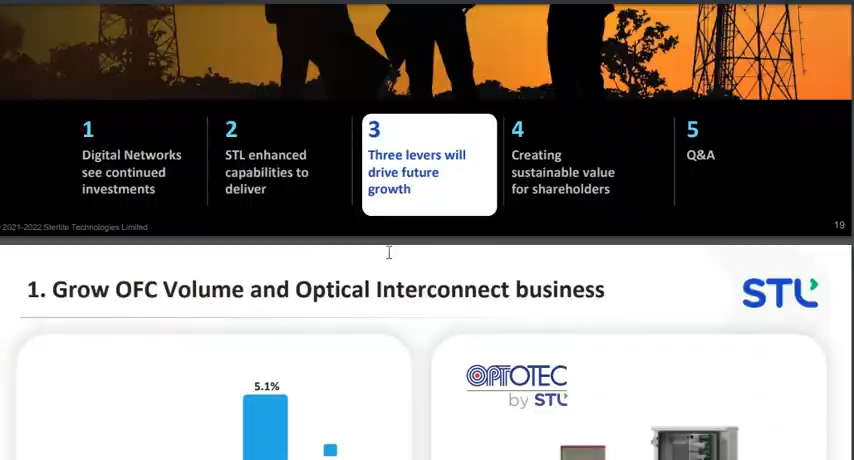 1
Digital Networks
see continued
investments
2
STL enhanced
capabilities to
deliver
3
Three levers will
drive future
growth
4
Creating
sustainable value
for shareholders
5
Q&A
2021-2022 Sterlite Technologies Limited
19
1. Grow OFC Volume and Optical Interconnect business
STL
5.1%
OPTOTEC
by STL